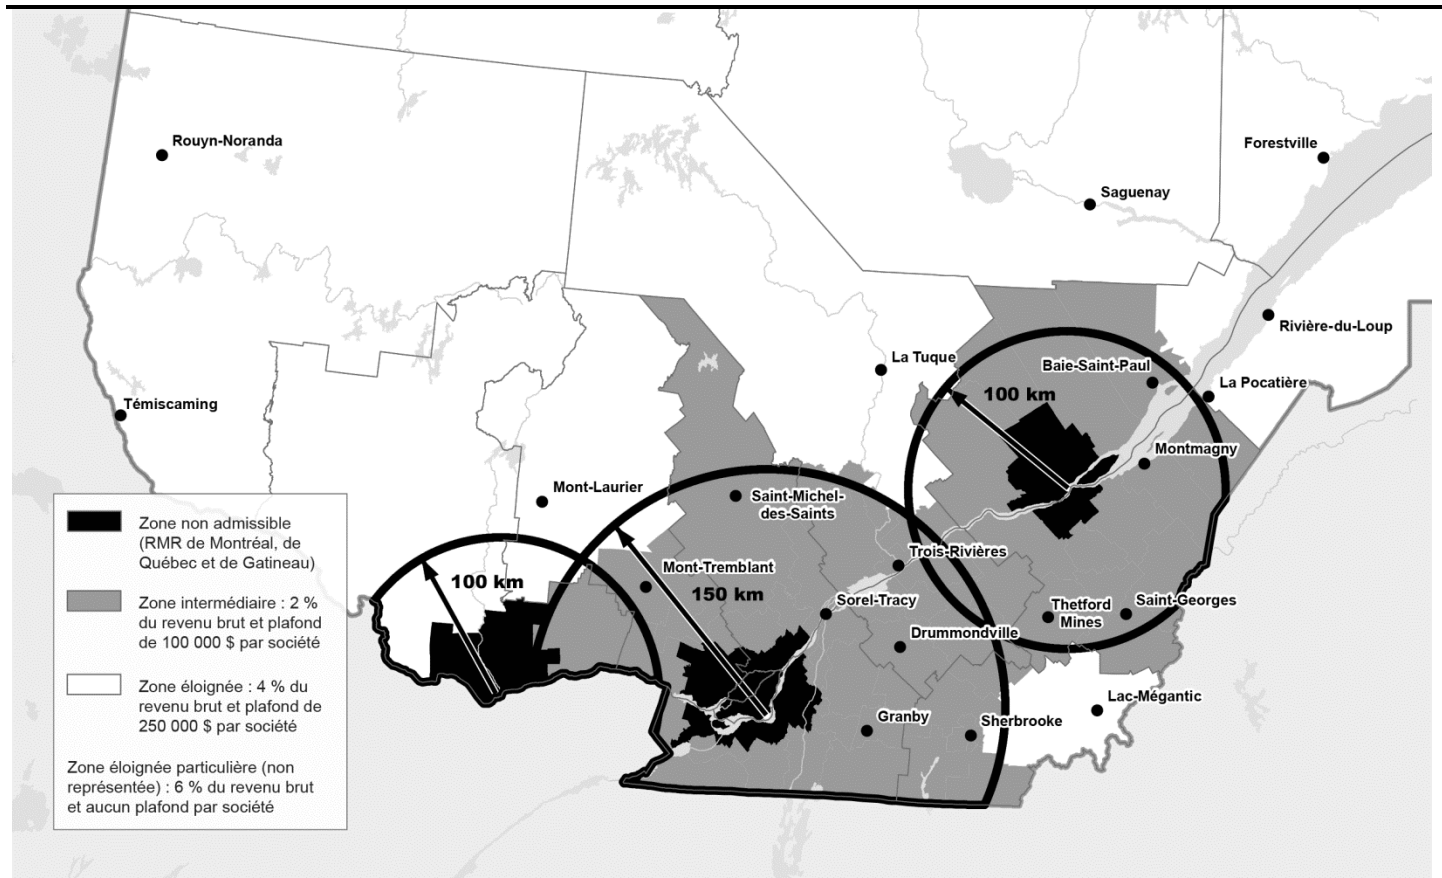 Rouyn-Noranda
Forestville
Saguenay
Rivière-du-Loup
La Tuque
Baie-Saint-Paul
La Pocatière
100 km
Témiscaming
Montmagny
Mont-Laurier
Saint-Michel-
des-Saints
Trois-Rivières
Mont-Tremblant
100 km
150 km
Sorel-Tracy
Thetford
Mines
Saint-Georges
Drummondville
Lac-Mégantic
Granby
Sherbrooke
Zone non admissible
(RMR de Montréal, de
Québec et de Gatineau)
Zone intermédiaire : 2 %
du revenu brut et plafond
de 100 000 $ par société
Zone éloignée : 4 % du
revenu brut et plafond de
250 000 $ par société
Zone éloignée particulière (non
représentée) : 6 % du revenu brut
et aucun plafond par société